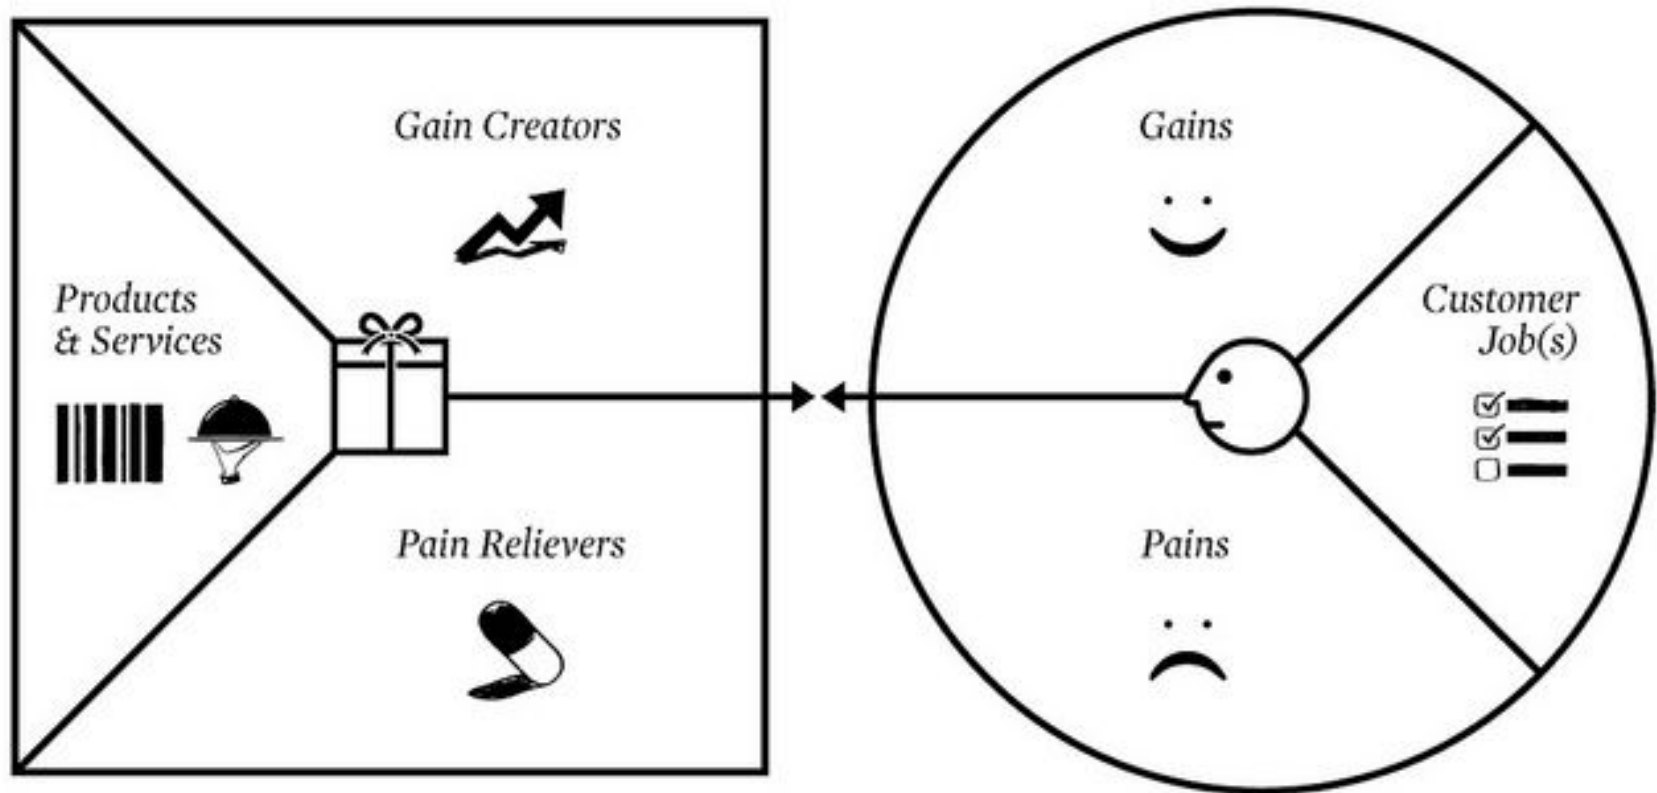 Gain Creators
Products
& Services
Pain Relievers
Gains
Customer
Job(s)
Pains